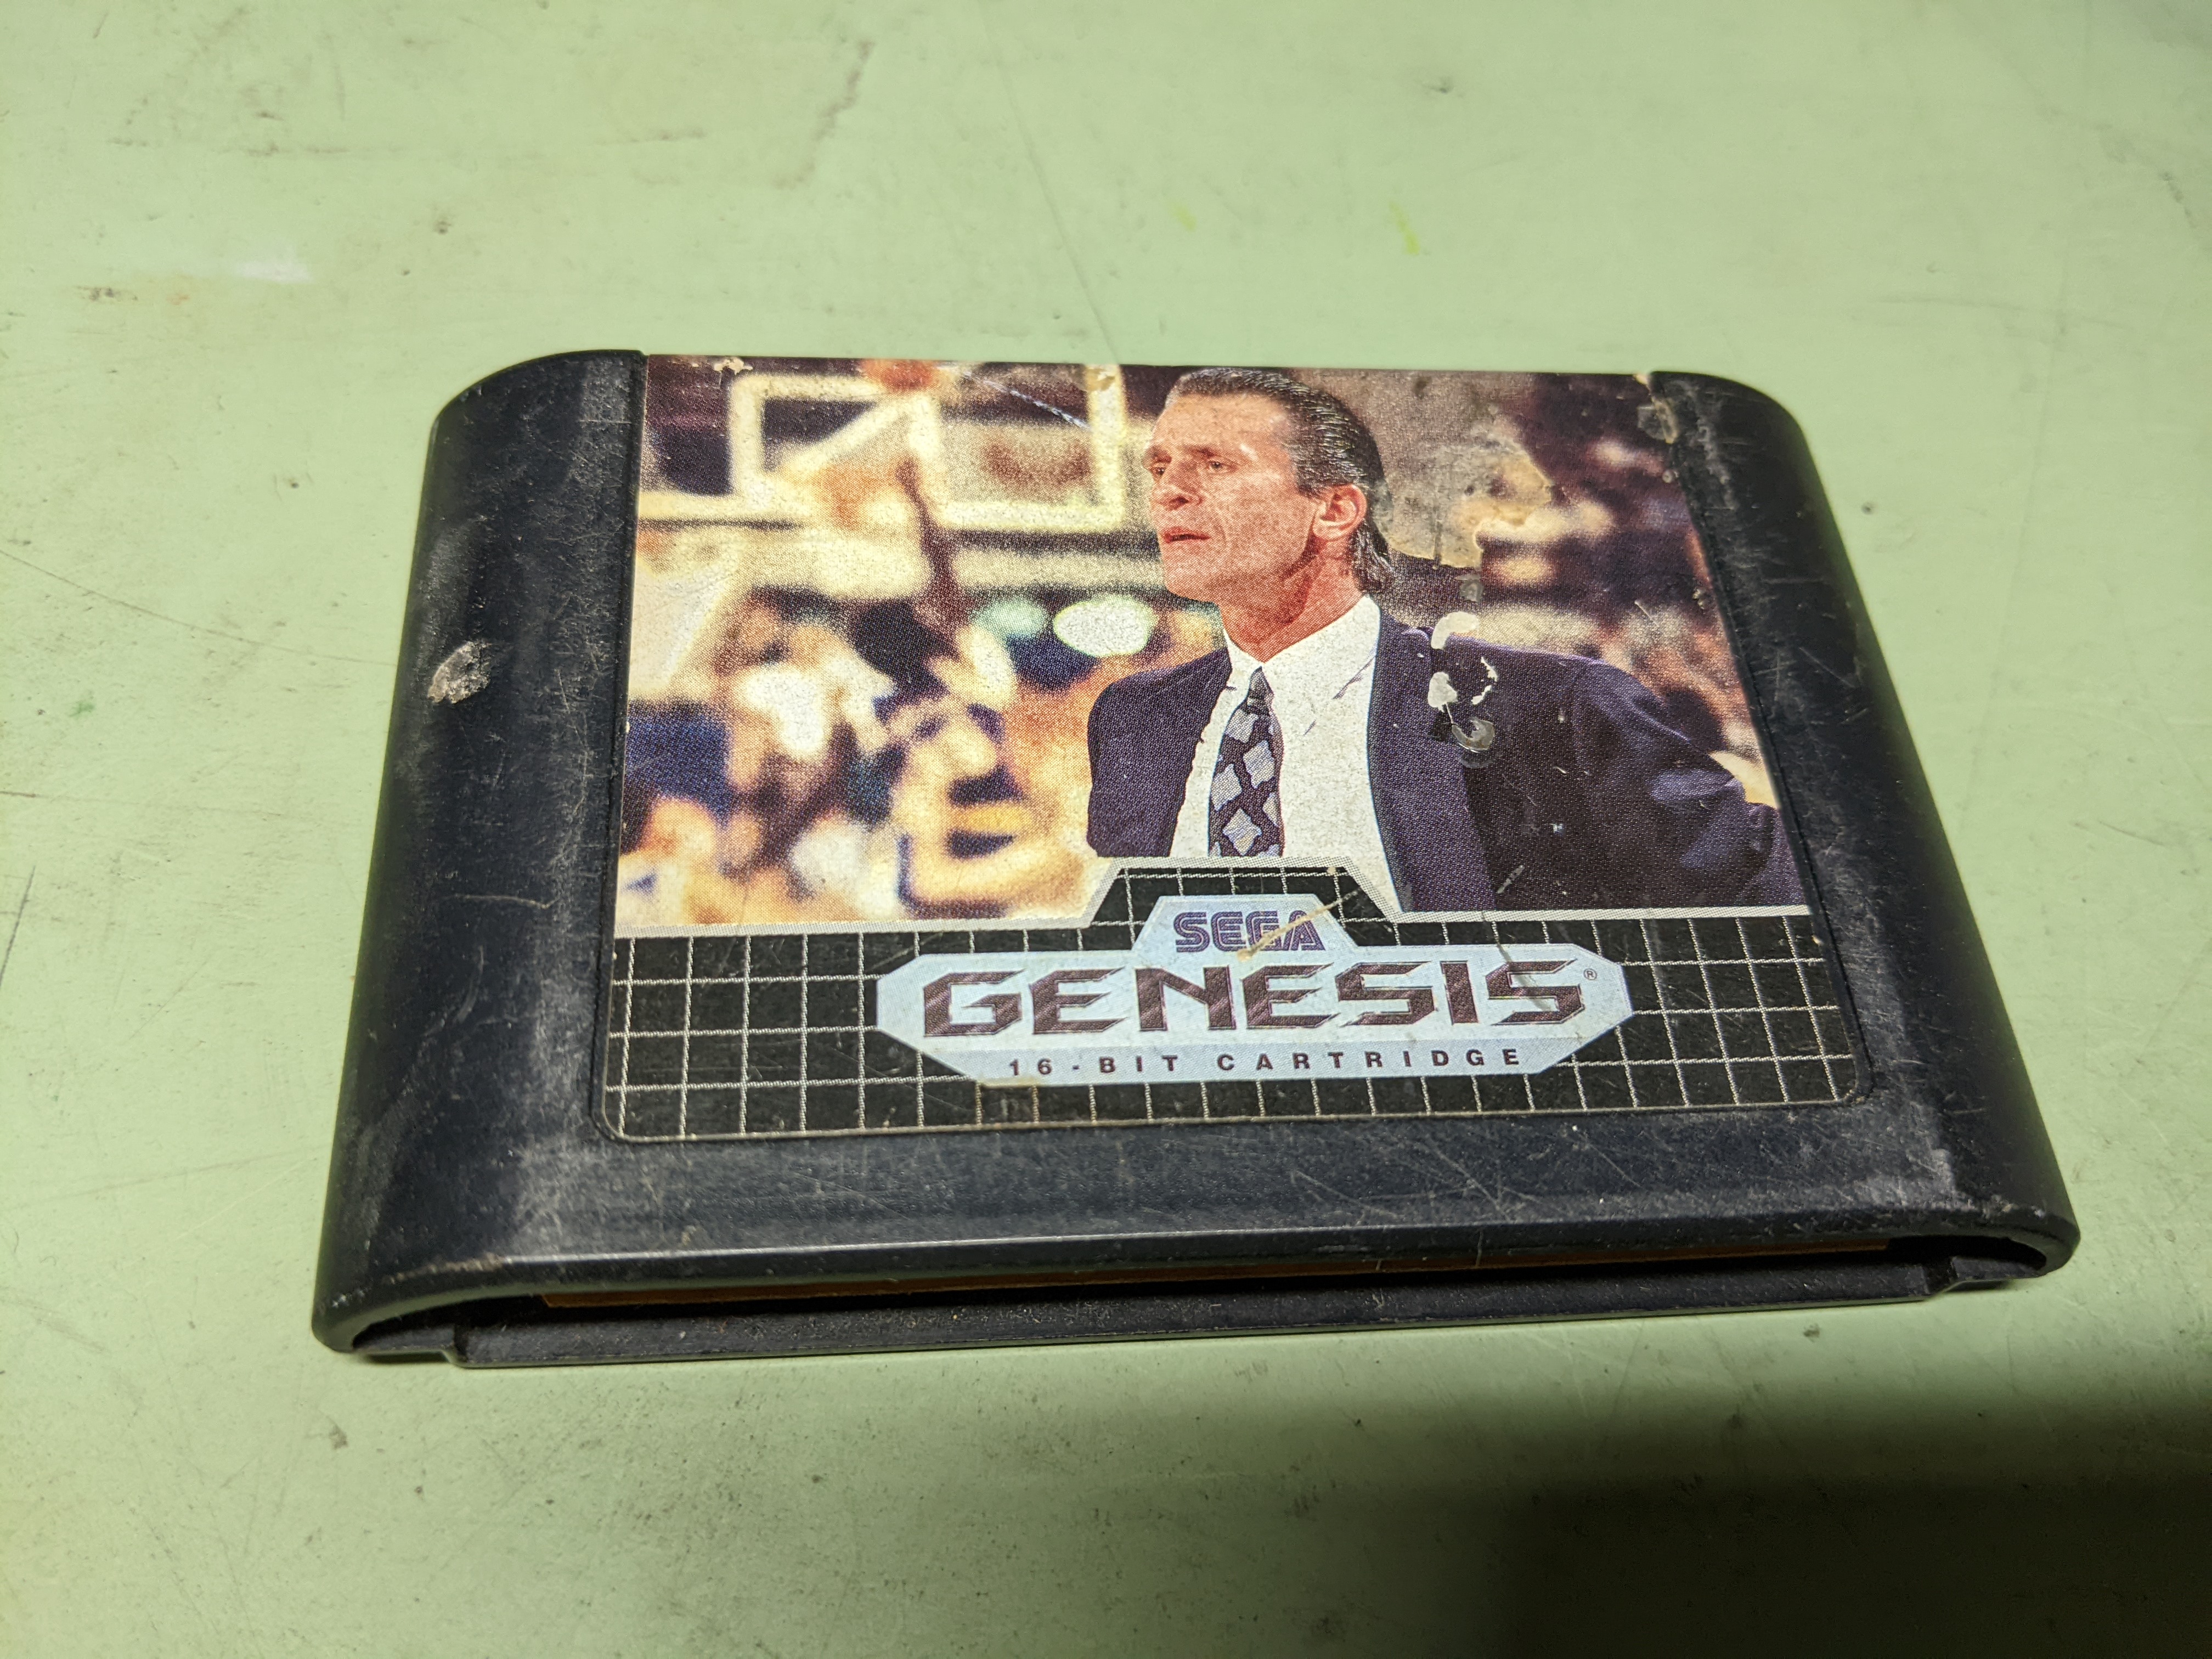 SEGA
GENESIS®
16-BIT CARTRIDGE